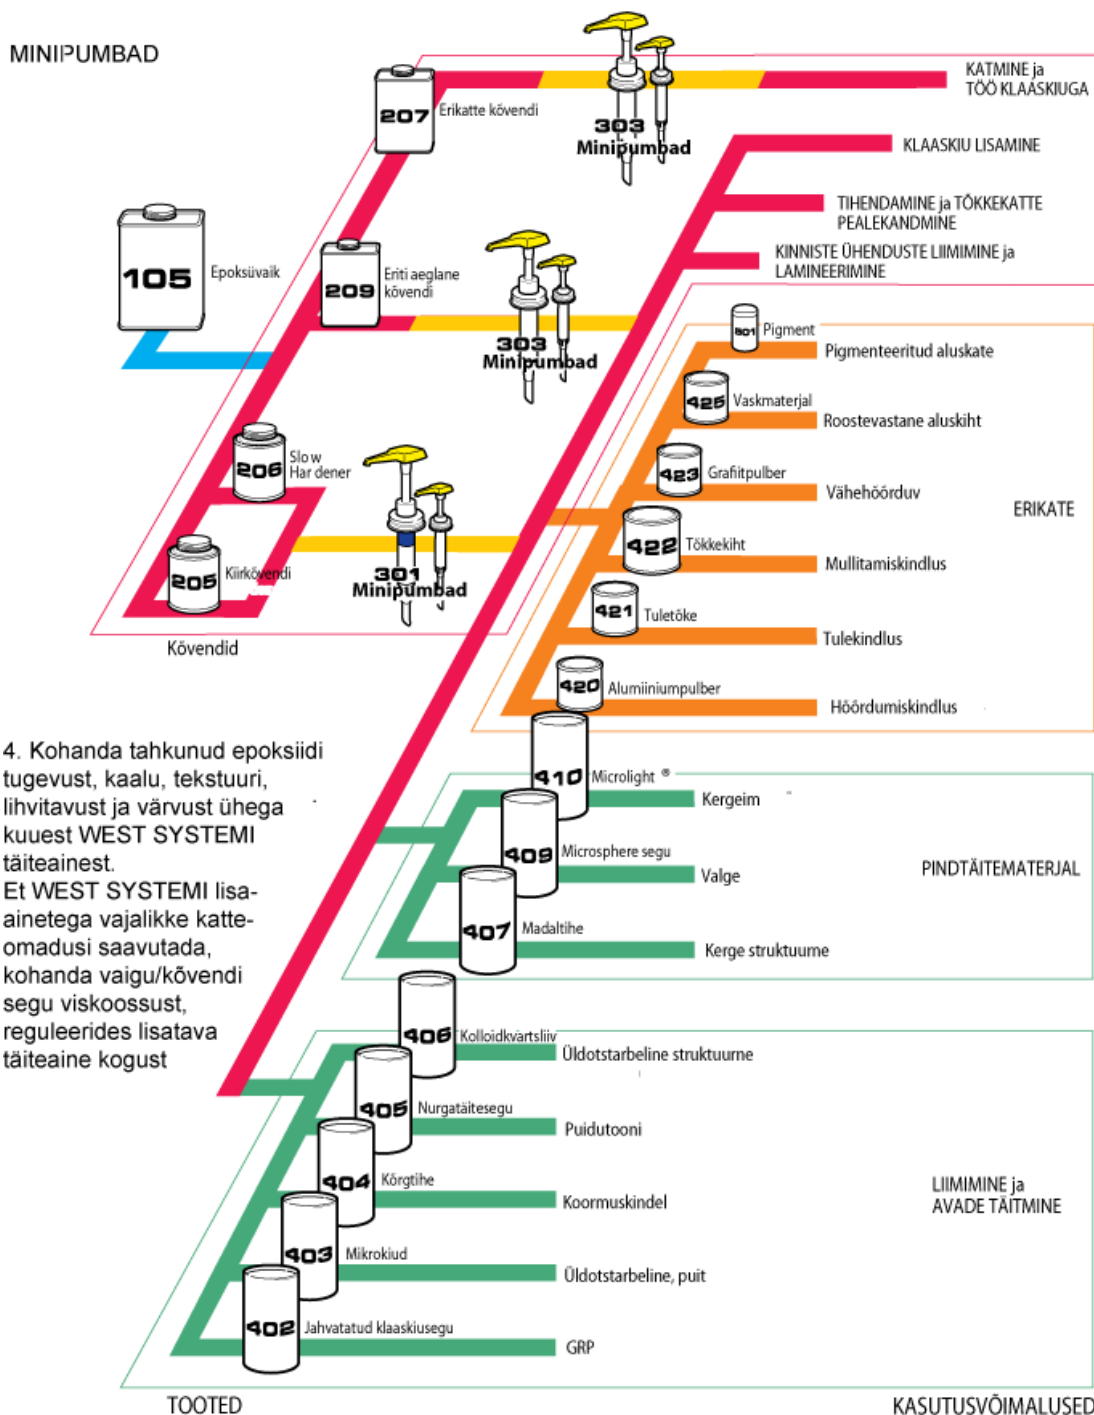 MINIPUMBAD
207
Erikatte kõvendi
303
Minipumbad
KATMINE ja
TÖÖ KLAASKIUGA
KLAASKIU LISAMINE
TIHENDAMINE ja TÕKKEKATTE
PEALEKANDMINE
KINNISTE ÜHENDUSTE LIIMIMINE ja
LAMINEERIMINE
105
Epoksüvaik
209
Eriti aeglane
kõvendi
303
Minipumbad
501
Pigment
Pigmenteeritud aluskate
425
Vaskmaterjal
Roostevastane aluskiht
206
Slow
Hardener
423
Grafiitpulber
Vähehöörduv
ERIKATE
422
Tõkkekiht
Mullitamiskindlus
205
Kiirkõvendi
301
Minipumbad
421
Tuletõke
Tulekindlus
Kõvendid
420
Alumiiniumpulber
Höördumiskindlus
4. Kohanda tahkunud epoksiidi
tugevust, kaalu, tekstuuri,
lihvitavust ja värvust ühega
kuuest WEST SYSTEMI
täiteainest.
Et WEST SYSTEMI lisa-
ainetega vajalikke katte-
omadusi saavutada,
kohanda vaigu/kõvendi
segu viskoossust,
reguleerides lisatava
täiteaine kogust
410
Microlight ®
Kergeim
409
Microsphere segu
Valge
PINDTÄITEMATERJAL
407
Madaltihe
Kerge struktuurne
406
Kolloidkvartsliiv
Üldotstarbeline struktuurne
405
Nurgatäitesegu
Puidutooni
404
Kõrgtihe
Koormuskindel
LIIMIMINE ja
AVADE TÄITMINE
403
Mikrokiud
Üldotstarbeline, puit
402
Jahvatatud klaaskiusegu
GRP
TOOTED
KASUTUSVÕIMALUSED